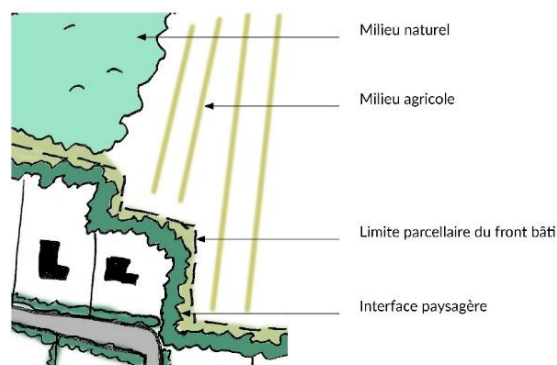 Milieu naturel
Milieu agricole
Limite parcellaire du front bâti
Interface paysagère